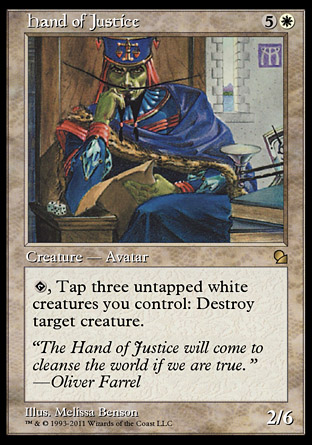 Hand of Justice 5
Creature — Avatar
, Tap three untapped white
creatures you control: Destroy
target creature.
“The Hand of Justice will come to
cleanse the world if we are true.”
—Oliver Farrel
Illus. Melissa Benson
2/6
™ & © 1993-2011 Wizards of the Coast LLC